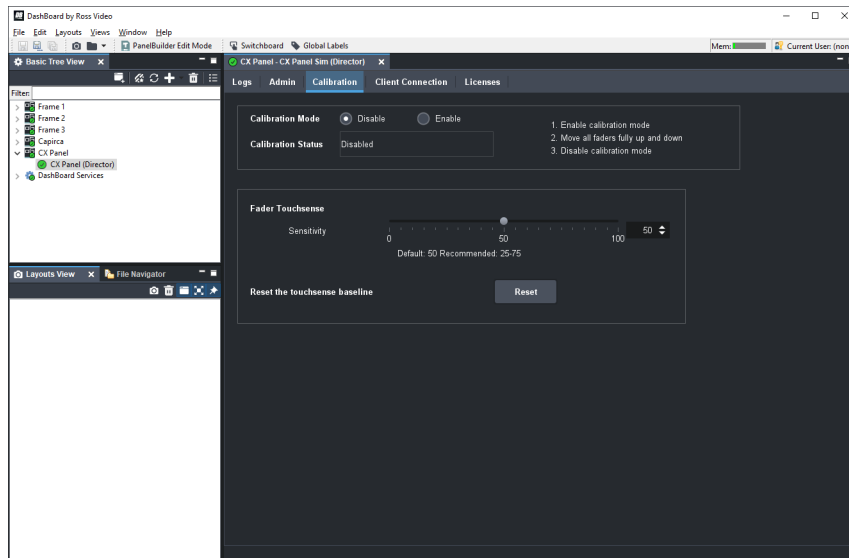 DashBoard by Ross Video
File Edit Layouts Views Window Help
PanelBuilder Edit Mode Switchboard Global Labels Mem: Current User: (non
Basic Tree View
Filter:
Frame 1
Frame 2
Frame 3
Capirca
CX Panel
CX Panel (Director)
DashBoard Services
Layouts View File Navigator
CX Panel - CX Panel Sim (Director)
Logs Admin Calibration Client Connection Licenses
Calibration Mode Disable Enable
Calibration Status Disabled
1. Enable calibration mode
2. Move all faders fully up and down
3. Disable calibration mode
Fader Touchsense
Sensitivity
0 50 100
50
Default: 50 Recommended: 25-75
Reset the touchsense baseline Reset